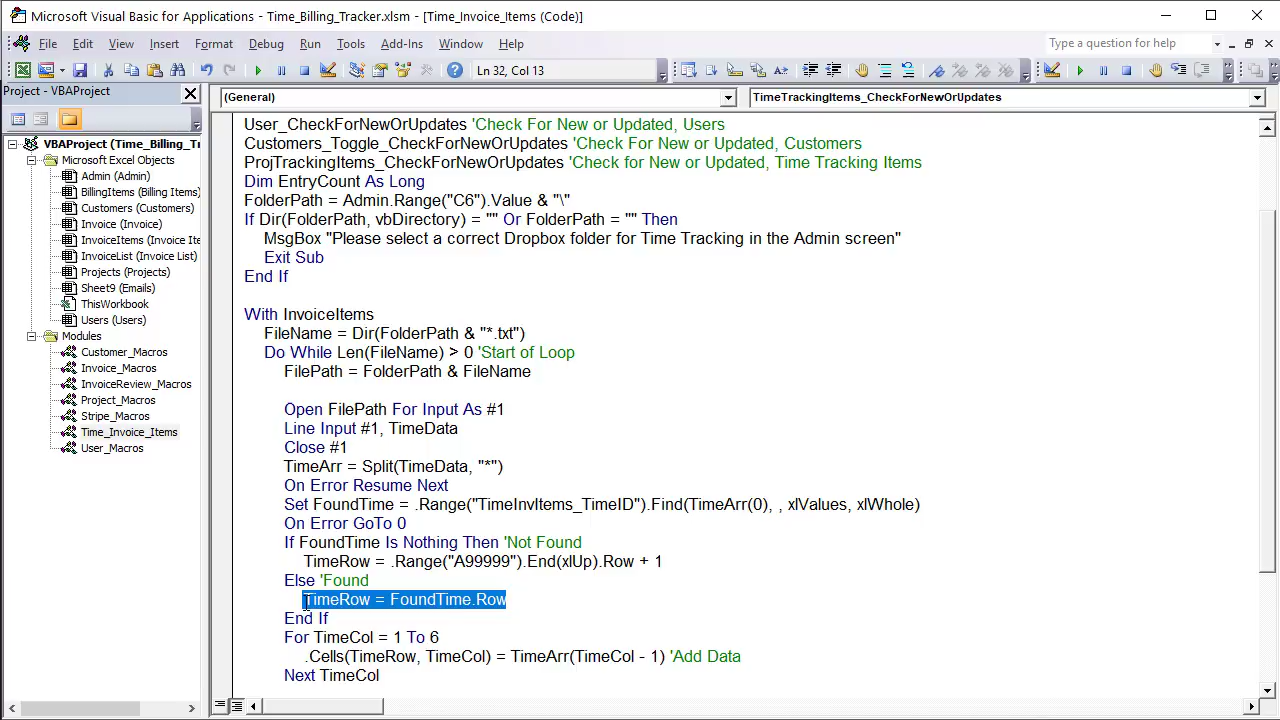 Microsoft Visual Basic for Applications - Time_Billing_Tracker.xlsm - [Time_Invoice_Items (Code)]
File Edit View Insert Format Debug Run Tools Add-Ins Window Help
Type a question for help
Ln 32, Col 13
Project - VBAProject
(General)
TimeTrackingItems_CheckForNewOrUpdates
VBAProject (Time_Billing_Tr
Microsoft Excel Objects
Admin (Admin)
BillingItems (Billing Items)
Customers (Customers)
Invoice (Invoice)
InvoiceItems (Invoice Ite
InvoiceList (Invoice List)
Projects (Projects)
Sheet9 (Emails)
ThisWorkbook
Users (Users)
Modules
Customer_Macros
Invoice_Macros
InvoiceReview_Macros
Project_Macros
Stripe_Macros
Time_Invoice_Items
User_Macros
User_CheckForNewOrUpdates 'Check For New or Updated, Users
Customers_Toggle_CheckForNewOrUpdates 'Check For New or Updated, Customers
ProjTrackingItems_CheckForNewOrUpdates 'Check for New or Updated, Time Tracking Items
Dim EntryCount As Long
FolderPath = Admin.Range("C6").Value & "\"
If Dir(FolderPath, vbDirectory) = "" Or FolderPath = "" Then
MsgBox "Please select a correct Dropbox folder for Time Tracking in the Admin screen"
Exit Sub
End If
With InvoiceItems
FileName = Dir(FolderPath & "*.txt")
Do While Len(FileName) > 0 'Start of Loop
FilePath = FolderPath & FileName
Open FilePath For Input As #1
Line Input #1, TimeData
Close #1
TimeArr = Split(TimeData, "*")
On Error Resume Next
Set FoundTime = .Range("TimeInvItems_TimeID").Find(TimeArr(0), , xlValues, xlWhole)
On Error GoTo 0
If FoundTime Is Nothing Then 'Not Found
TimeRow = .Range("A99999").End(xlUp).Row + 1
Else 'Found
TimeRow = FoundTime.Row
End If
For TimeCol = 1 To 6
.Cells(TimeRow, TimeCol) = TimeArr(TimeCol - 1) 'Add Data
Next TimeCol